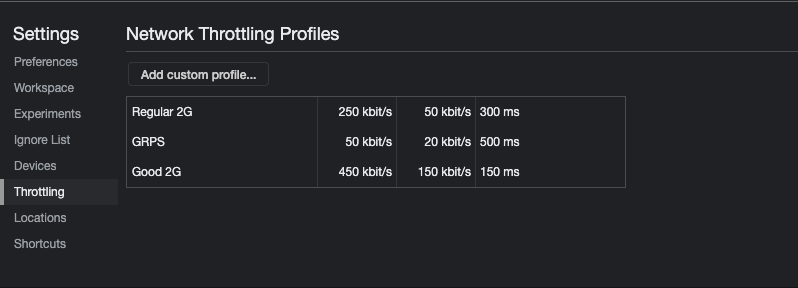 Settings
Preferences
Workspace
Experiments
Ignore List
Devices
Throttling
Locations
Shortcuts
Network Throttling Profiles
Add custom profile...
Regular 2G 250 kbit/s 50 kbit/s 300 ms
GRPS 50 kbit/s 20 kbit/s 500 ms
Good 2G 450 kbit/s 150 kbit/s 150 ms